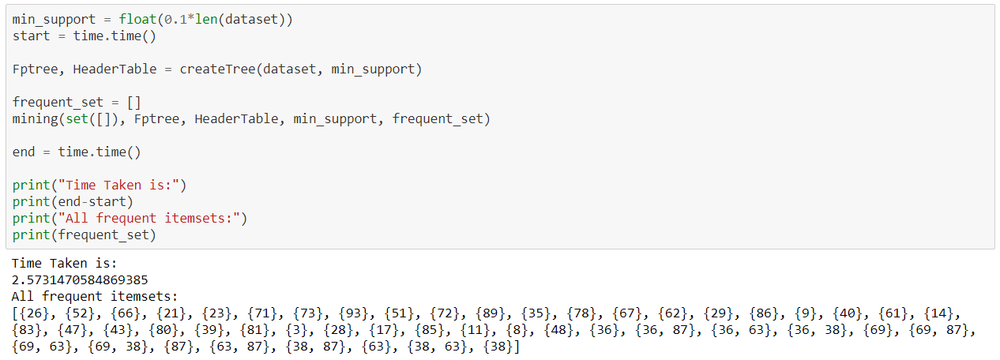 min_support = float(0.1*len(dataset))
start = time.time()
Fptree, HeaderTable = createTree(dataset, min_support)
frequent_set = []
mining(set([]), Fptree, HeaderTable, min_support, frequent_set)
end = time.time()
print("Time Taken is:")
print(end-start)
print("All frequent itemsets:")
print(frequent_set)
Time Taken is:
2.5731470584869385
All frequent itemsets:
[{26}, {52}, {66}, {21}, {23}, {71}, {73}, {93}, {51}, {72}, {89}, {35}, {78}, {67}, {62}, {29}, {86}, {9}, {40}, {61}, {14},
{83}, {47}, {43}, {80}, {39}, {81}, {3}, {28}, {17}, {85}, {11}, {8}, {48}, {36}, {36, 87}, {36, 63}, {36, 38}, {69}, {69, 87},
{69, 63}, {69, 38}, {87}, {63, 87}, {38, 87}, {63}, {38, 63}, {38}]